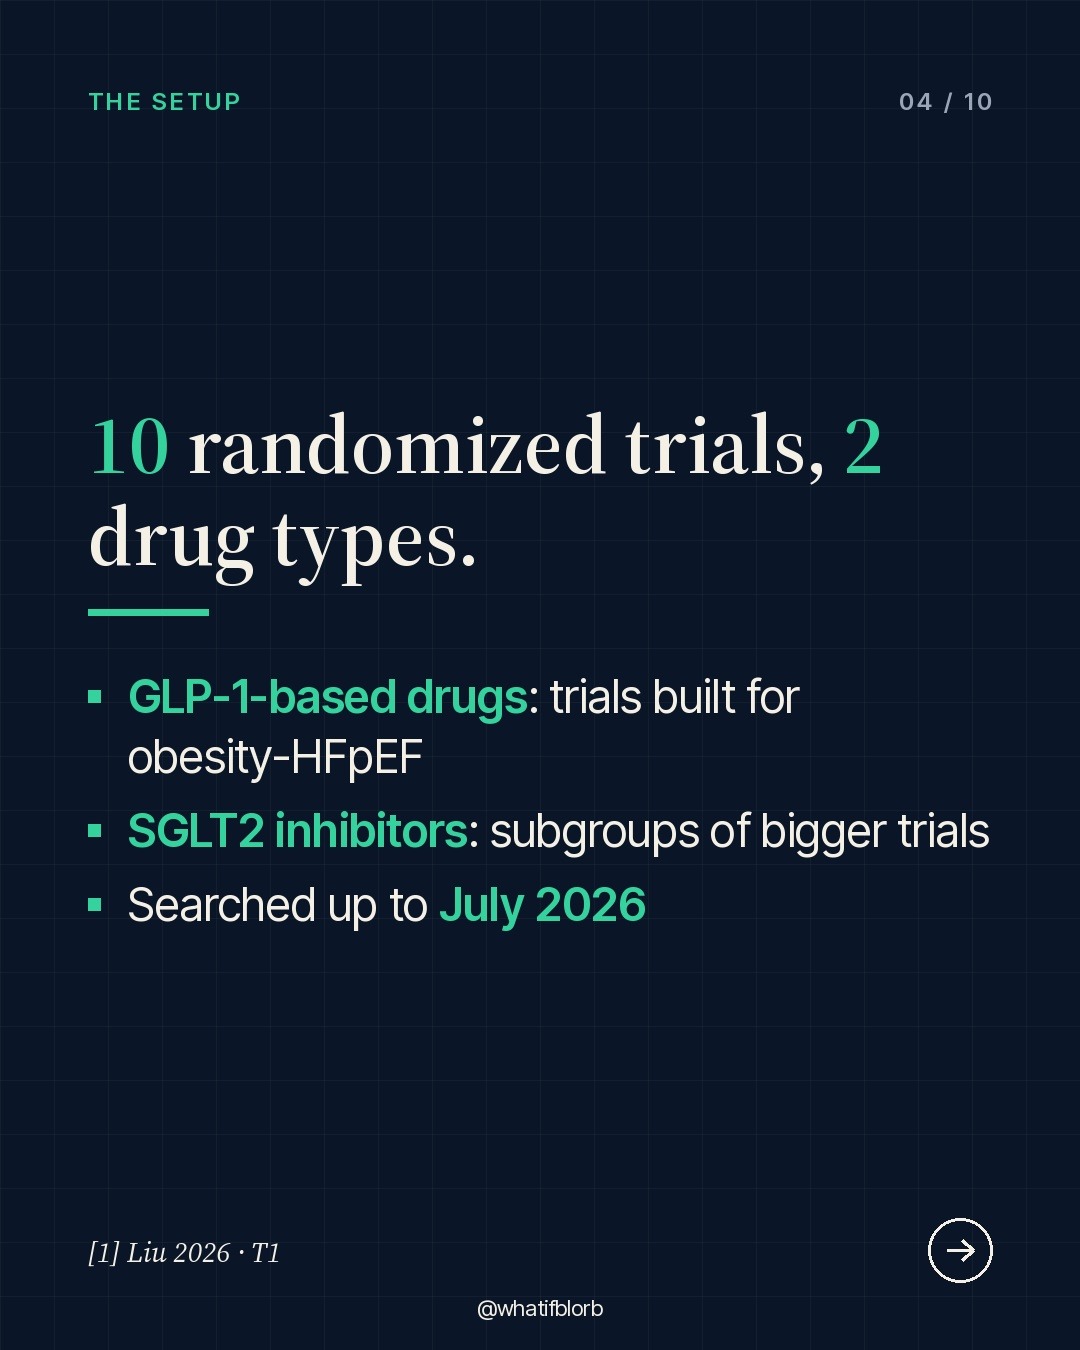 THE SETUP
04 / 10
10 randomized trials, 2
drug types.
GLP-1-based drugs: trials built for
obesity-HFpEF
SGLT2 inhibitors: subgroups of bigger trials
Searched up to July 2026
[1] Liu 2026 · T1
@whatifblorb